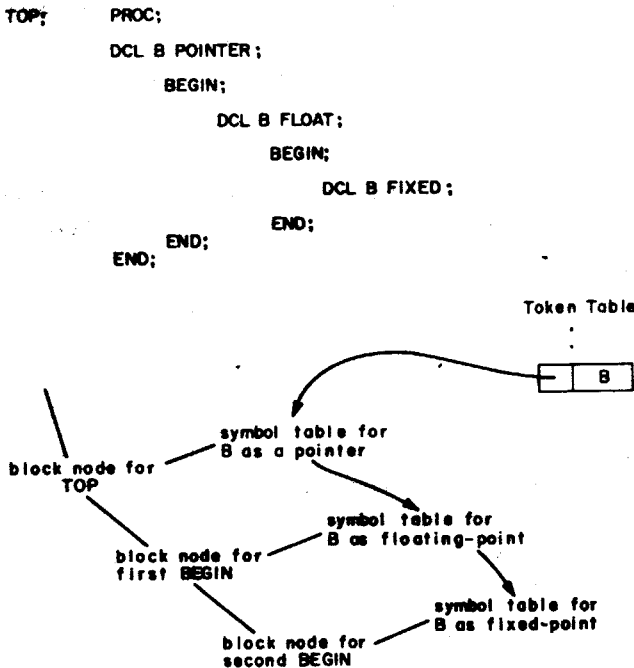 TOP; PROC;
DCL B POINTER;
BEGIN;
DCL B FLOAT;
BEGIN;
DCL B FIXED;
END;
END;
END;
Token Table
B
symbol table for
B as a pointer
block node for
TOP
symbol table for
B as floating-point
block node for
first BEGIN
symbol table for
B as fixed-point
block node for
second BEGIN